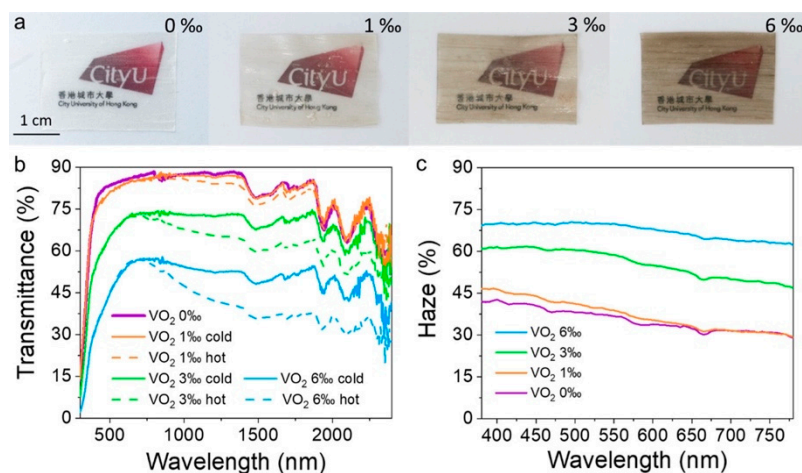 a
0 ‰
1 ‰
3 ‰
6 ‰
CityU
香港城市大學
City University of Hong Kong
CityU
香港城市大學
City University of Hong Kong
CityU
香港城市大學
City University of Hong Kong
CityU
香港城市大學
City University of Hong Kong
1 cm
b
Transmittance (%)
90
75
60
45
30
15
0
VO2 0‰
VO2 1‰ cold
VO2 1‰ hot
VO2 3‰ cold
VO2 3‰ hot
VO2 6‰ cold
VO2 6‰ hot
500 1000 1500 2000
Wavelength (nm)
c
Haze (%)
90
75
60
45
30
15
0
VO2 6‰
VO2 3‰
VO2 1‰
VO2 0‰
400 450 500 550 600 650 700 750
Wavelength (nm)